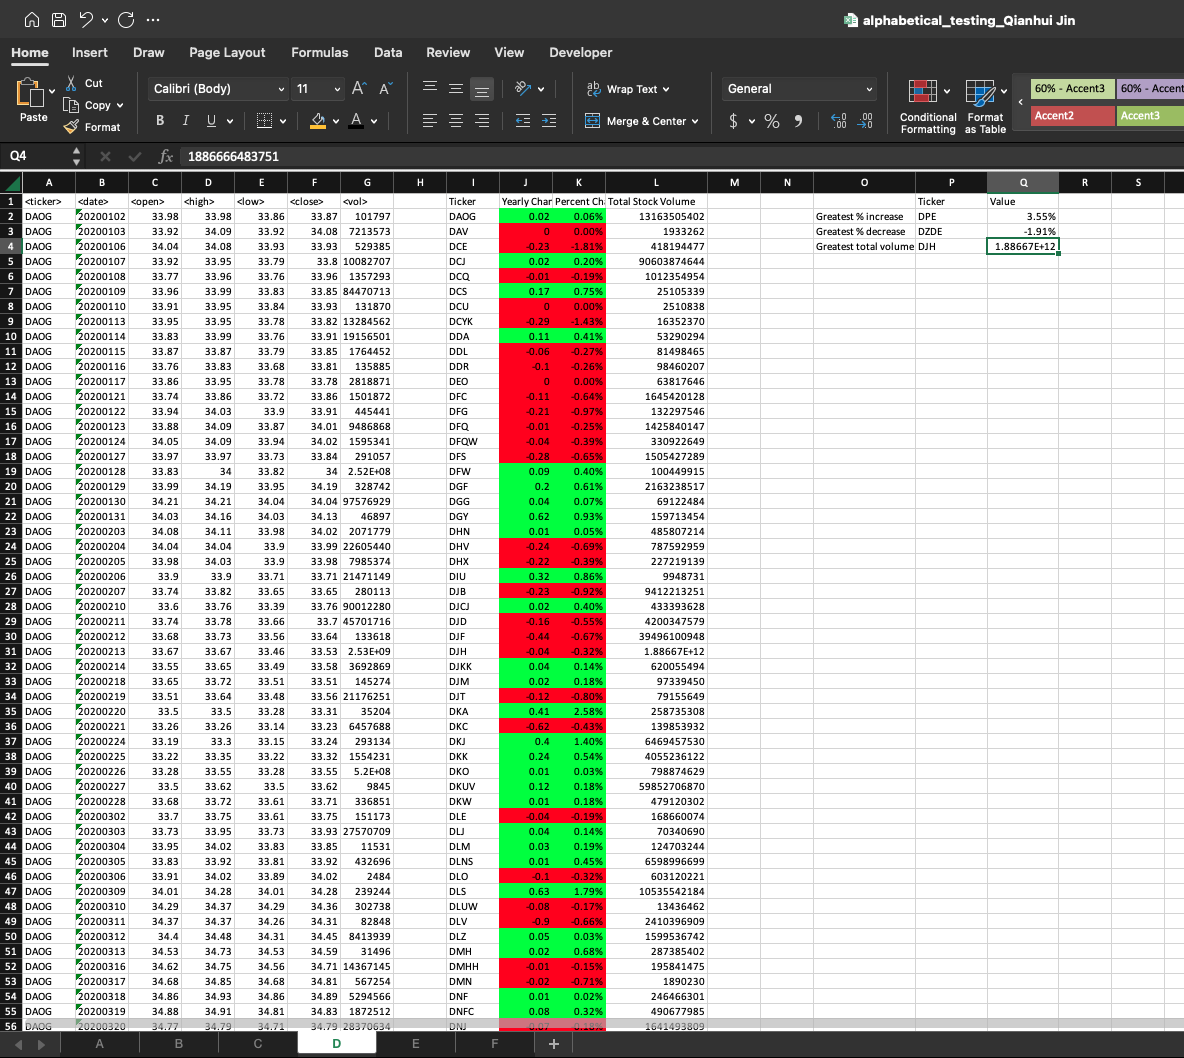 alphabetical_testing_Qianhui Jin
Home Insert Draw Page Layout Formulas Data Review View Developer
Paste Cut Copy Format
Calibri (Body) 11 A A
B I U A
ab Wrap Text
Merge & Center
General
$ % 9
Conditional Formatting
Format as Table
60% - Accent3 60% - Accent
Accent2 Accent3
Q4 fx 1886666483751
A B C D E F G H I J K L M N O P Q R S
1 <ticker> <date> <open> <high> <low> <close> <vol> Ticker Yearly Char Percent Cha Total Stock Volume Ticker Value
2 DAOG 20200102 33.98 33.98 33.86 33.87 101797 DAOG 0.02 0.06% 13163505402 Greatest % increase DPE 3.55%
3 DAOG 20200103 33.92 34.09 33.92 34.08 7213573 DAV 0 0.00% 1933262 Greatest % decrease DZDE -1.91%
4 DAOG 20200106 34.04 34.08 33.93 33.93 529385 DCE -0.23 -1.81% 418194477 Greatest total volume DJH 1.88667E+12
5 DAOG 20200107 33.92 33.95 33.79 33.8 10082707 DCJ 0.02 0.20% 90603874644
6 DAOG 20200108 33.77 33.96 33.76 33.96 1357293 DCQ -0.01 -0.19% 1012354954
7 DAOG 20200109 33.96 33.99 33.83 33.85 84470713 DCS 0.17 0.75% 25105339
8 DAOG 20200110 33.91 33.95 33.84 33.93 131870 DCU 0 0.00% 2510838
9 DAOG 20200113 33.95 33.95 33.78 33.82 13284562 DCYK -0.29 -1.43% 16352370
10 DAOG 20200114 33.83 33.99 33.76 33.91 19156501 DDA 0.11 0.41% 53290294
11 DAOG 20200115 33.87 33.87 33.79 33.85 1764452 DDL -0.06 -0.27% 81498465
12 DAOG 20200116 33.76 33.83 33.68 33.81 135885 DDR -0.1 -0.26% 98460207
13 DAOG 20200117 33.86 33.95 33.78 33.78 2818871 DEO 0 0.00% 63817646
14 DAOG 20200121 33.74 33.86 33.72 33.86 1501872 DFC -0.11 -0.64% 1645420128
15 DAOG 20200122 33.94 34.03 33.9 33.91 445441 DFG -0.21 -0.97% 132297546
16 DAOG 20200123 33.88 34.09 33.87 34.01 9486868 DFQ -0.01 -0.25% 1425840147
17 DAOG 20200124 34.05 34.09 33.94 34.02 1595341 DFQW -0.04 -0.39% 330922649
18 DAOG 20200127 33.97 33.97 33.73 33.84 291057 DFS -0.28 -0.65% 1505427289
19 DAOG 20200128 33.83 34 33.82 34 2.52E+08 DFW 0.09 0.40% 100449915
20 DAOG 20200129 33.99 34.19 33.95 34.19 328742 DGF 0.2 0.61% 2163238517
21 DAOG 20200130 34.21 34.21 34.04 34.04 97576929 DGG 0.04 0.07% 69122484
22 DAOG 20200131 34.03 34.16 34.03 34.13 46897 DGY 0.62 0.93% 159713454
23 DAOG 20200203 34.08 34.11 33.98 34.02 2071779 DHN 0.01 0.05% 485807214
24 DAOG 20200204 34.04 34.04 33.9 33.99 22605440 DHV -0.24 -0.69% 787592959
25 DAOG 20200205 33.98 34.03 33.9 33.98 7985374 DHX -0.22 -0.39% 227219139
26 DAOG 20200206 33.9 33.9 33.71 33.71 21471149 DIU 0.32 0.86% 9948731
27 DAOG 20200207 33.74 33.82 33.65 33.65 280113 DJB -0.23 -0.92% 9412213251
28 DAOG 20200210 33.6 33.76 33.39 33.76 90012280 DJCJ 0.02 0.40% 433393628
29 DAOG 20200211 33.74 33.78 33.66 33.7 45701716 DJD -0.16 -0.55% 4200347579
30 DAOG 20200212 33.68 33.73 33.56 33.64 133618 DJF -0.44 -0.67% 39496100948
31 DAOG 20200213 33.67 33.67 33.46 33.53 2.53E+09 DJH -0.04 -0.32% 1.88667E+12
32 DAOG 20200214 33.55 33.65 33.49 33.58 3692869 DJKK 0.04 0.14% 620055494
33 DAOG 20200218 33.65 33.72 33.51 33.51 145274 DJM 0.02 0.18% 97339450
34 DAOG 20200219 33.51 33.64 33.48 33.56 21176251 DJT -0.12 -0.80% 79155649
35 DAOG 20200220 33.5 33.5 33.28 33.31 35204 DKA 0.41 2.58% 258735308
36 DAOG 20200221 33.26 33.26 33.14 33.23 6457688 DKC -0.62 -0.43% 139853932
37 DAOG 20200224 33.19 33.3 33.15 33.24 293134 DKJ 0.4 1.40% 6469457530
38 DAOG 20200225 33.22 33.35 33.22 33.32 1554231 DKK 0.24 0.54% 4055236122
39 DAOG 20200226 33.28 33.55 33.28 33.55 5.2E+08 DKO 0.01 0.03% 798874629
40 DAOG 20200227 33.5 33.62 33.5 33.62 9845 DKUV 0.12 0.18% 59852706870
41 DAOG 20200228 33.68 33.72 33.61 33.71 336851 DKW 0.01 0.18% 479120302
42 DAOG 20200302 33.7 33.75 33.61 33.75 151173 DLE -0.04 -0.19% 168660074
43 DAOG 20200303 33.73 33.95 33.73 33.93 27570709 DLJ 0.04 0.14% 70340690
44 DAOG 20200304 33.95 34.02 33.83 33.85 11531 DLM 0.03 0.19% 124703244
45 DAOG 20200305 33.83 33.92 33.81 33.92 432696 DLNS 0.01 0.45% 6598996699
46 DAOG 20200306 33.91 34.02 33.89 34.02 2484 DLO -0.1 -0.32% 603120221
47 DAOG 20200309 34.01 34.28 34.01 34.28 239244 DLS 0.63 1.79% 10535542184
48 DAOG 20200310 34.29 34.37 34.29 34.36 302738 DLUW -0.08 -0.17% 13436462
49 DAOG 20200311 34.37 34.37 34.26 34.31 82848 DLV -0.9 -0.66% 2410396909
50 DAOG 20200312 34.4 34.48 34.31 34.45 8413939 DLZ 0.05 0.03% 1599536742
51 DAOG 20200313 34.53 34.73 34.53 34.59 31496 DMH 0.02 0.68% 287385402
52 DAOG 20200316 34.62 34.75 34.56 34.71 14367145 DMHH -0.01 -0.15% 195841475
53 DAOG 20200317 34.68 34.85 34.68 34.81 567254 DMN -0.02 -0.71% 1890230
54 DAOG 20200318 34.86 34.93 34.86 34.89 5294566 DNF 0.01 0.02% 246466301
55 DAOG 20200319 34.88 34.91 34.81 34.83 1872512 DNFC 0.08 0.32% 490677985
56 DAOG 20200320 34.77 34.79 34.71 34.79 28370634 DNJ -0.07 -0.18% 1641493809
A B C D E F +